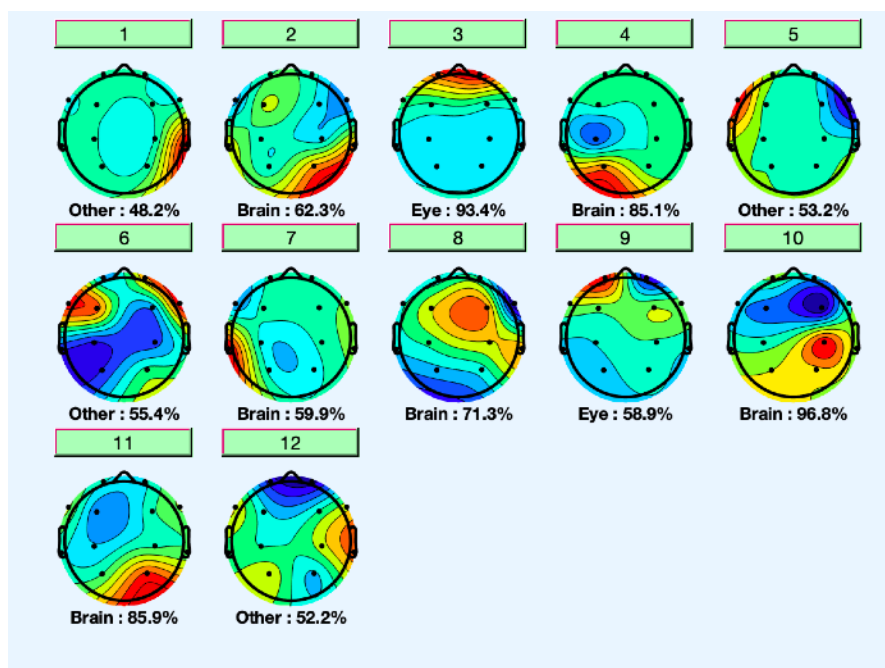 1 2 3 4 5
Other : 48.2% Brain : 62.3% Eye : 93.4% Brain : 85.1% Other : 53.2%
6 7 8 9 10
Other : 55.4% Brain : 59.9% Brain : 71.3% Eye : 58.9% Brain : 96.8%
11 12
Brain : 85.9% Other : 52.2%